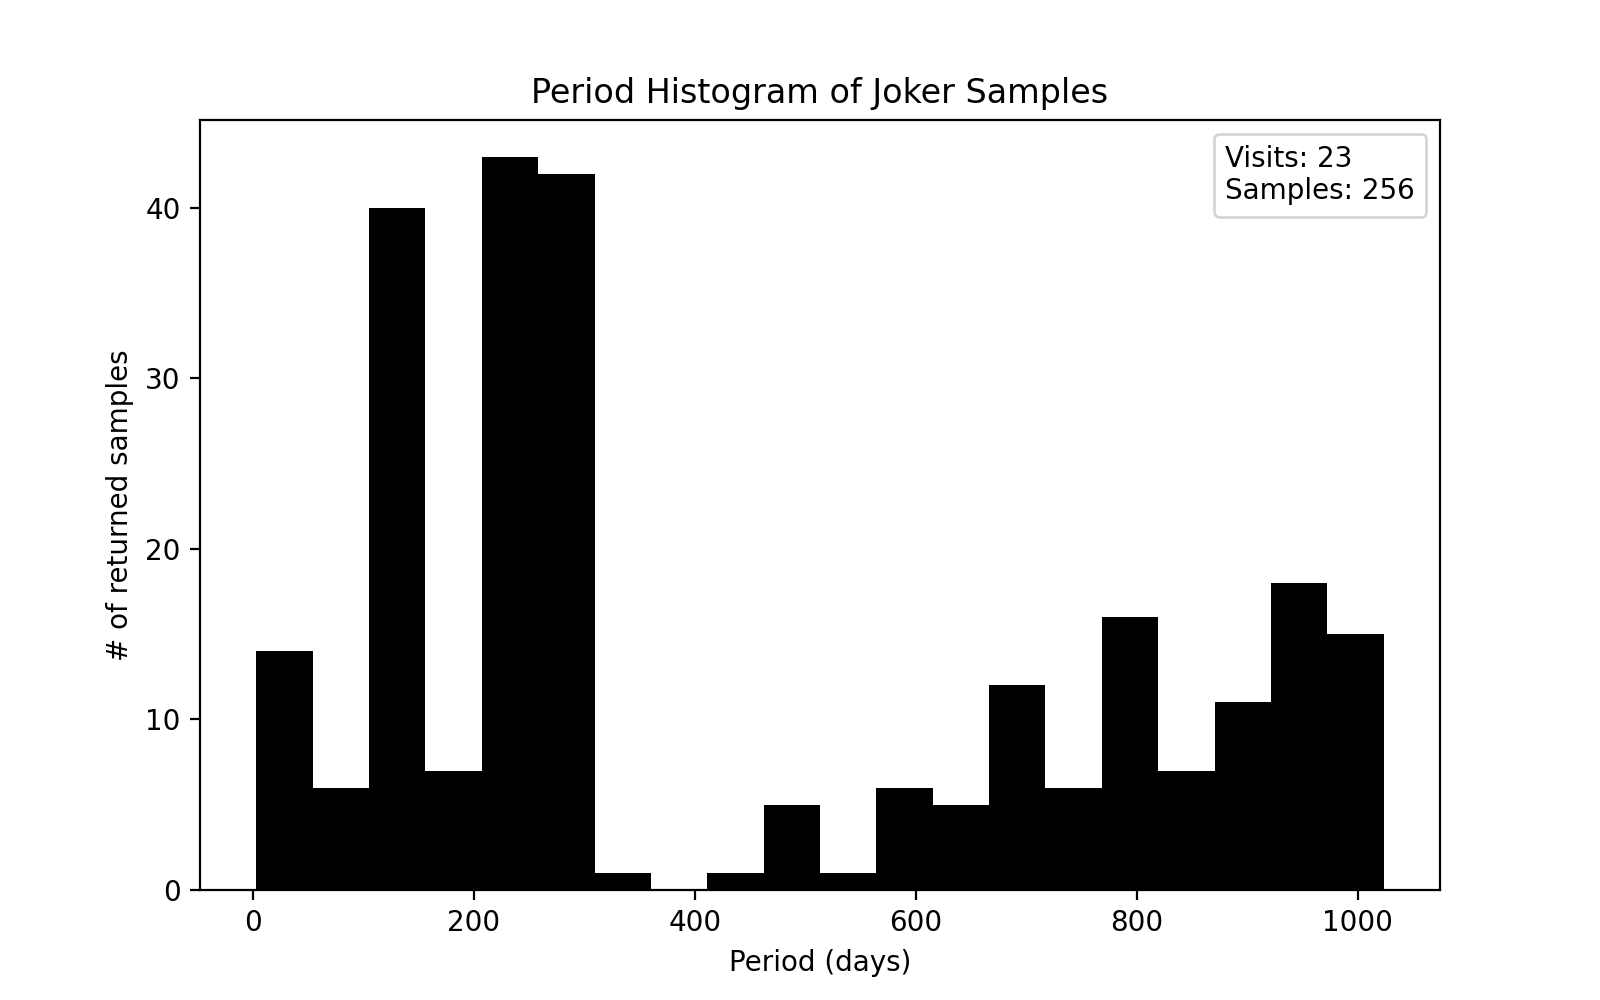 Period Histogram of Joker Samples
Visits: 23
Samples: 256
# of returned samples
40
30
20
10
0
0 200 400 600 800 1000
Period (days)